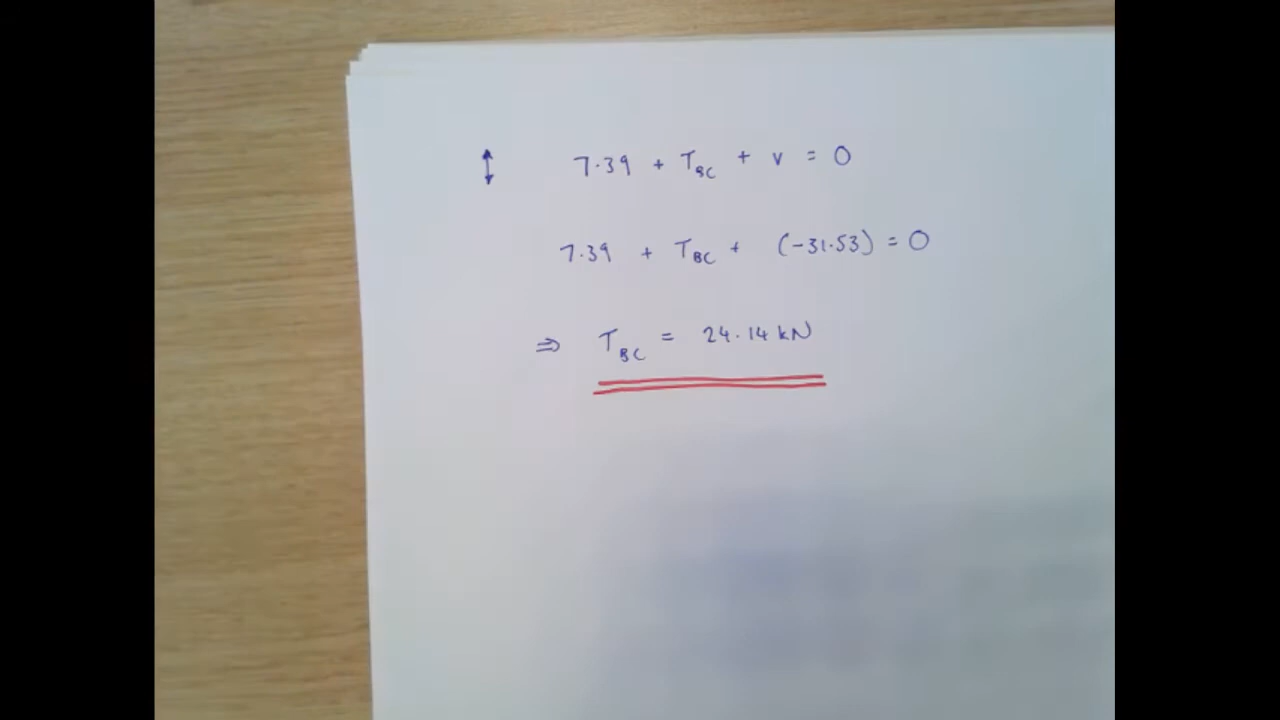 ↕ 7.39 + T_BC + V = 0
7.39 + T_BC + (-31.53) = 0
⇒ T_BC = 24.14 kN